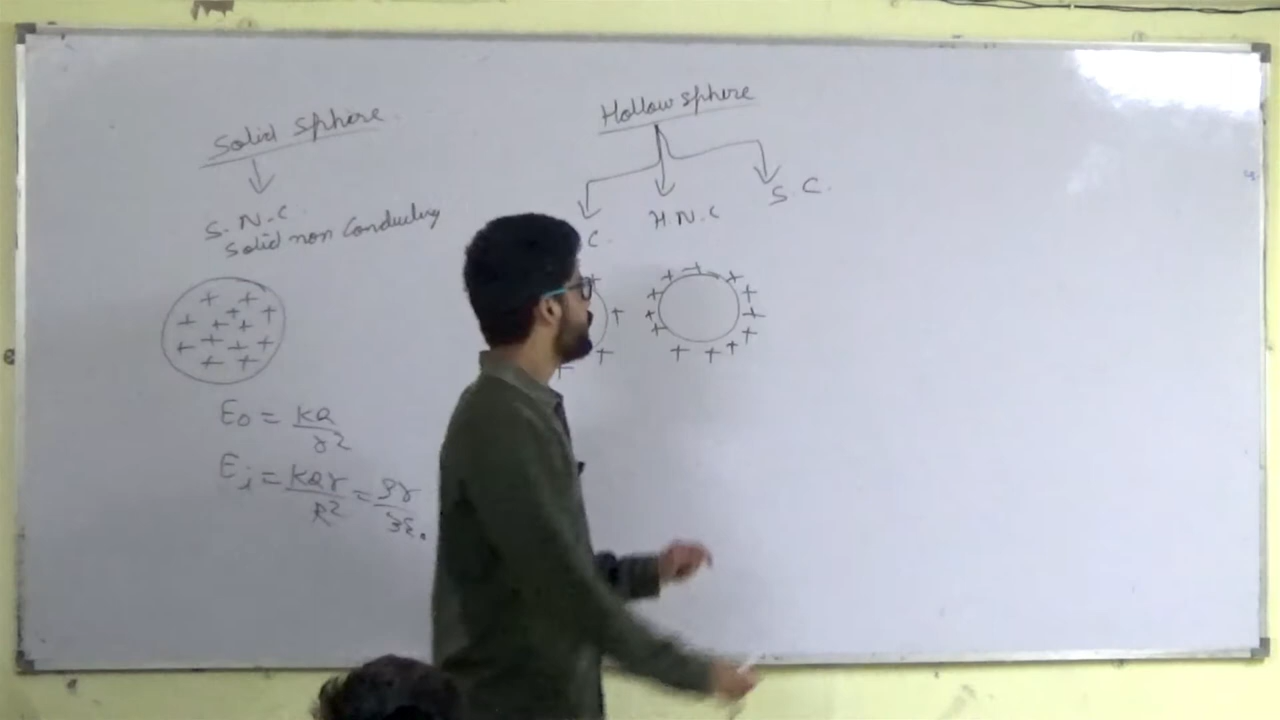 Solid Sphere
S. N. C
Solid non Conducting
E₀ = KQ/r²
Eᵢ = KQr/R² = ρr/3ε₀
Hollow Sphere
C.
H. N. C
S C.